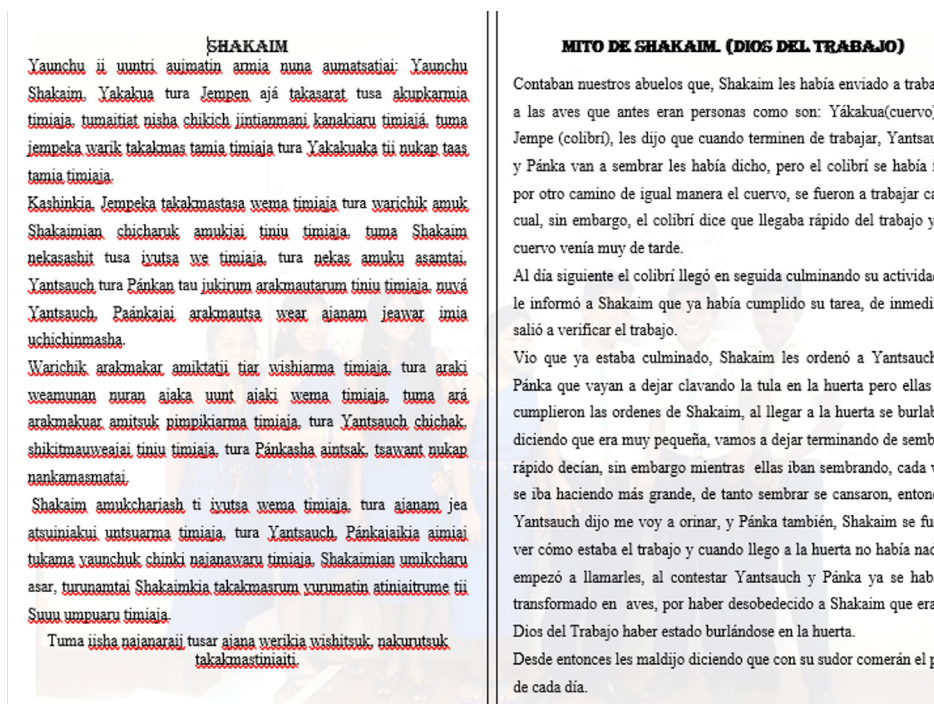 SHAKAIM
Yaunchu ii uuntri aujmatin armia nuna aumatsatjai: Yaunchu
Shakaim, Yakakua tura Jempen ajá takasarat tusa akupkarmia
timiaja, tumaitiat nisha chikich jintianmani kanakiaru timiajá, tuma
jempeka warik takakmas tamia timiaja tura Yakakuaka tii nukap taas
tamia timiaja.
Kashinkia, Jempeka takakmastasa wema timiaja tura warichik amuk
Shakaimian chicharuk amukjai tiniu timiaja, tuma Shakaim
nekasashit tusa iyutsa we timiaja, tura nekas amuku asamtai,
Yantsauch tura Pánkan tau jukirum arakmautarum tiniu timiaja, nuyá
Yantsauch, Paánkajai arakmautsa wear ajanam jeawar imia
uchichinmasha.
Warichik arakmakar amiktatji tiar wishiarma timiaja, tura araki
weamunan nuran ajaka uunt ajaki wema timiaja, tuma ará
arakmakuar amitsuk pimpikiarma timiaja, tura Yantsauch chichak,
shikitmauweajai tiniu timiaja, tura Pánkasha aintsak, tsawant nukap
nankamasmatai.
Shakaim amukchariash ti iyutsa wema timiaja, tura ajanam jea
atsuiniakui untsuarma timiaja, tura Yantsauch, Pánkajaikia aimiaj
tukama yaunchuk chinki najanawaru timiaja, Shakaimian umikcharu
asar, turunamtai Shakaimkia takakmasrum yurumatin atiniaitrume tii
Suuu umpuaru timiaja.
Tuma iisha najanaraij tusar ajana werikia wishitsuk, nakurutsuk
takakmastiniaiti.
MITO DE SHAKAIM. (DIOS DEL TRABAJO)
Contaban nuestros abuelos que, Shakaim les había enviado a traba
a las aves que antes eran personas como son: Yákakua(cuervo)
Jempe (colibrí), les dijo que cuando terminen de trabajar, Yantsau
y Pánka van a sembrar les había dicho, pero el colibrí se había i
por otro camino de igual manera el cuervo, se fueron a trabajar ca
cual, sin embargo, el colibrí dice que llegaba rápido del trabajo y
cuervo venía muy de tarde.
Al día siguiente el colibrí llegó en seguida culminando su activida
le informó a Shakaim que ya había cumplido su tarea, de inmedi
salió a verificar el trabajo.
Vio que ya estaba culminado, Shakaim les ordenó a Yantsauch
Pánka que vayan a dejar clavando la tula en la huerta pero ellas
cumplieron las ordenes de Shakaim, al llegar a la huerta se burlab
diciendo que era muy pequeña, vamos a dejar terminando de semb
rápido decían, sin embargo mientras ellas iban sembrando, cada v
se iba haciendo más grande, de tanto sembrar se cansaron, enton
Yantsauch dijo me voy a orinar, y Pánka también, Shakaim se fu
ver cómo estaba el trabajo y cuando llego a la huerta no había nad
empezó a llamarles, al contestar Yantsauch y Pánka ya se hab
transformado en aves, por haber desobedecido a Shakaim que era
Dios del Trabajo haber estado burlándose en la huerta.
Desde entonces les maldijo diciendo que con su sudor comerán el p
de cada día.